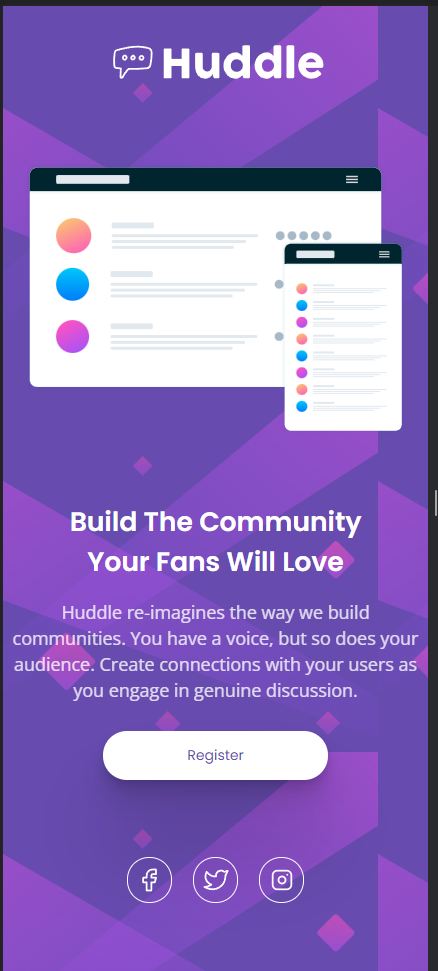 Huddle
Build The Community
Your Fans Will Love
Huddle re-imagines the way we build
communities. You have a voice, but so does your
audience. Create connections with your users as
you engage in genuine discussion.
Register